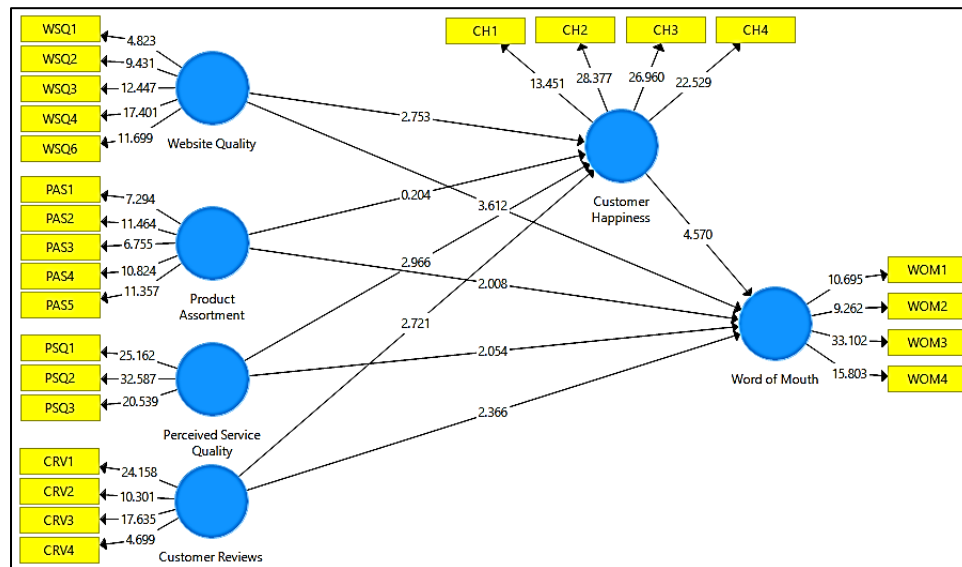 WSQ1
WSQ2
WSQ3
WSQ4
WSQ6
4.823
9.431
12.447
17.401
11.699
Website Quality
PAS1
PAS2
PAS3
PAS4
PAS5
7.294
11.464
6.755
10.824
11.357
Product
Assortment
PSQ1
PSQ2
PSQ3
25.162
32.587
20.539
Perceived Service
Quality
CRV1
CRV2
CRV3
CRV4
24.158
10.301
17.635
4.699
Customer Reviews
CH1
CH2
CH3
CH4
13.451
28.377
26.960
22.529
Customer
Happiness
2.753
0.204
3.612
2.966
2.008
2.721
2.054
2.366
4.570
Word of Mouth
10.695
9.262
33.102
15.803
WOM1
WOM2
WOM3
WOM4